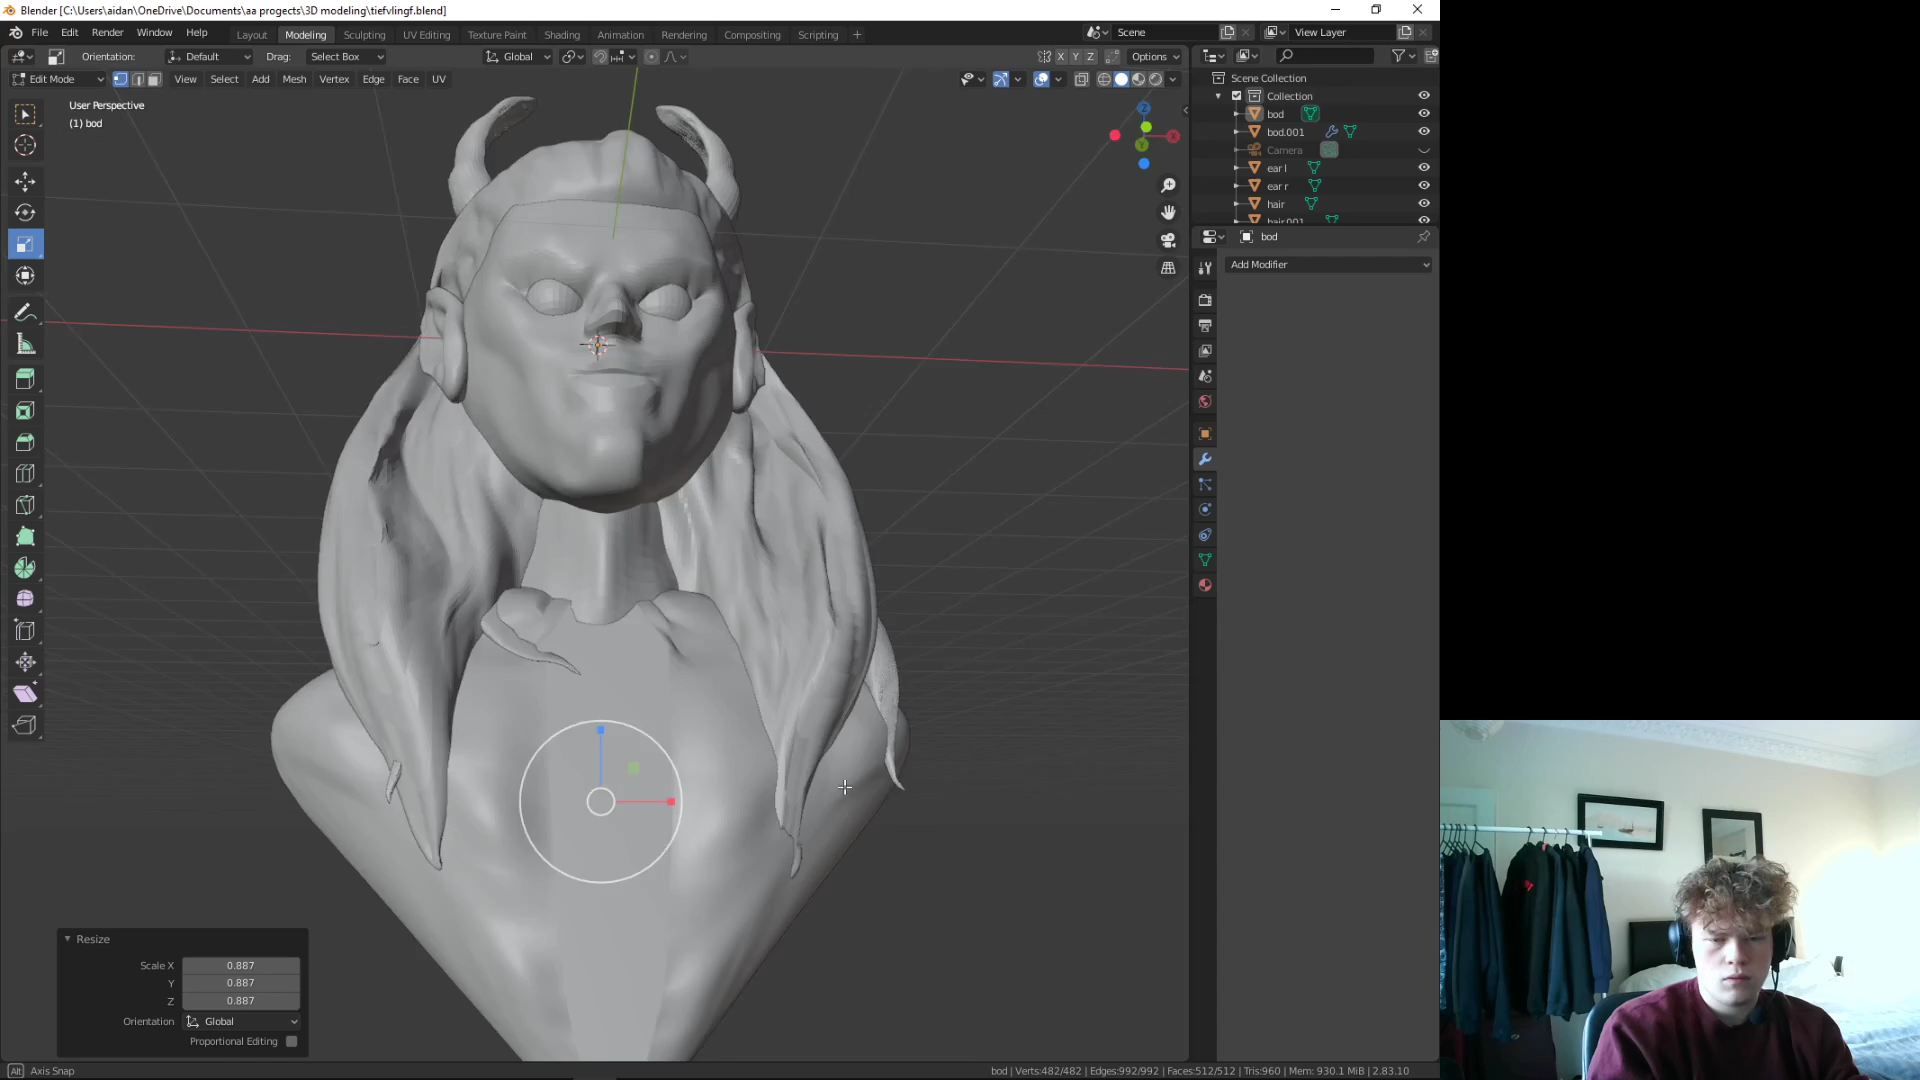 Blender [C:\Users\aidan\OneDrive\Documents\aa progects\3D modeling\tiefvlingf.blend]
File Edit Render Window Help Layout Modeling Sculpting UV Editing Texture Paint Shading Animation Rendering Compositing Scripting + Scene View Layer
Orientation: Default Drag: Select Box Global X Y Z Options
Edit Mode View Select Add Mesh Vertex Edge Face UV
User Perspective
(1) bod
Z
X
Y
Scene Collection
Collection
bod
bod.001
Camera
ear l
ear r
hair
hair.001
bod
Add Modifier
Resize
Scale X 0.887
Y 0.887
Z 0.887
Orientation Global
Proportional Editing
Alt Axis Snap
bod | Verts:482/482 | Edges:992/992 | Faces:512/512 | Tris:960 | Mem: 930.1 MiB | 2.83.10